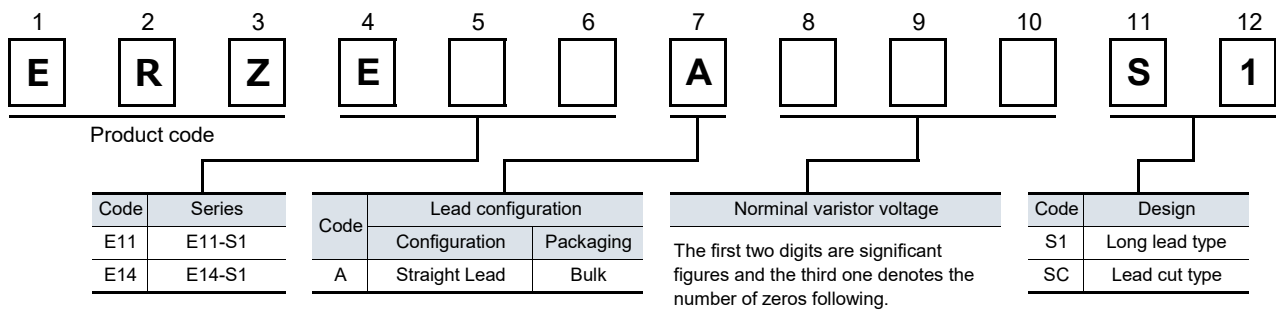 1 2 3 4 5 6 7 8 9 10 11 12
E R Z E A S 1
Product code
Code Series
E11 E11-S1
E14 E14-S1
Code Lead configuration
Configuration Packaging
A Straight Lead Bulk
Norminal varistor voltage
The first two digits are significant
figures and the third one denotes the
number of zeros following.
Code Design
S1 Long lead type
SC Lead cut type